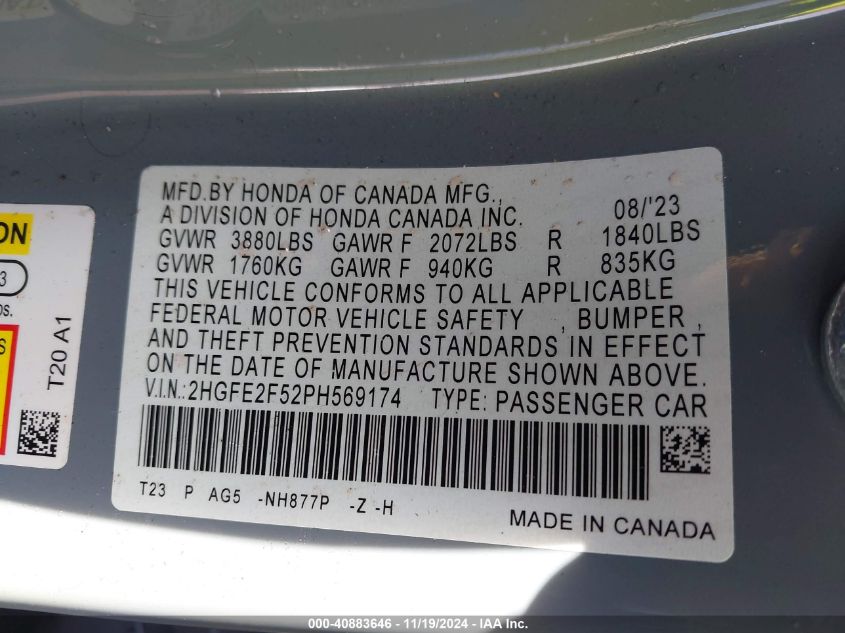 MFD.BY HONDA OF CANADA MFG.,
A DIVISION OF HONDA CANADA INC. 08/'23
GVWR 3880LBS GAWR F 2072LBS R 1840LBS
GVWR 1760KG GAWR F 940KG R 835KG
THIS VEHICLE CONFORMS TO ALL APPLICABLE
FEDERAL MOTOR VEHICLE SAFETY , BUMPER ,
AND THEFT PREVENTION STANDARDS IN EFFECT
ON THE DATE OF MANUFACTURE SHOWN ABOVE.
V.I.N.:2HGFE2F52PH569174 TYPE: PASSENGER CAR
T23 P AG5 -NH877P -Z -H
MADE IN CANADA
T20 A1
000-40883646 - 11/19/2024 - IAA Inc.